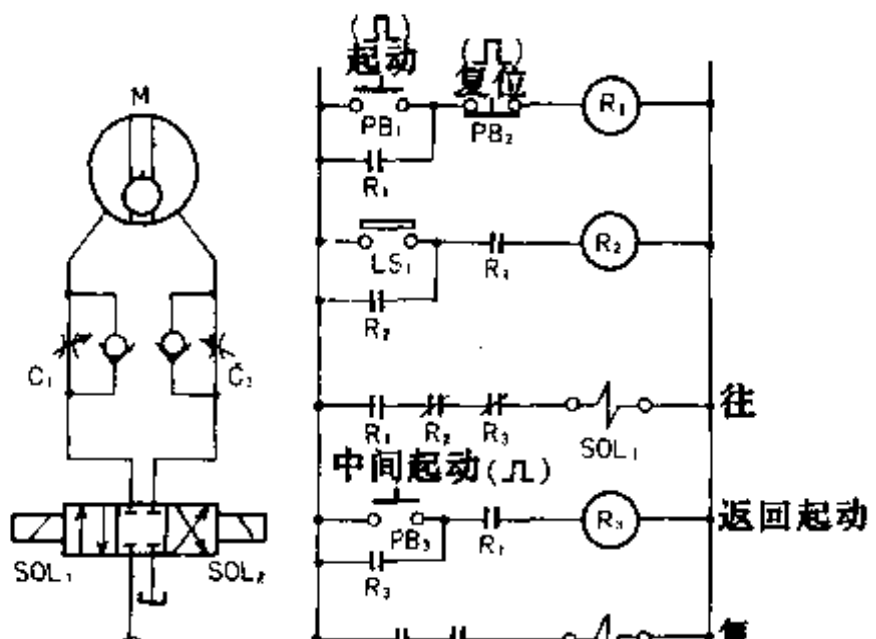 起动
复位
M
PB₁
PB₂
R₁
R₁
LS₁
R₁
R₂
R₂
C₁
C₂
往
R₁
R₂
R₃
SOL₁
中间起动
PB₃
R₁
R₃
返回起动
R₃
SOL₁
SOL₂
复